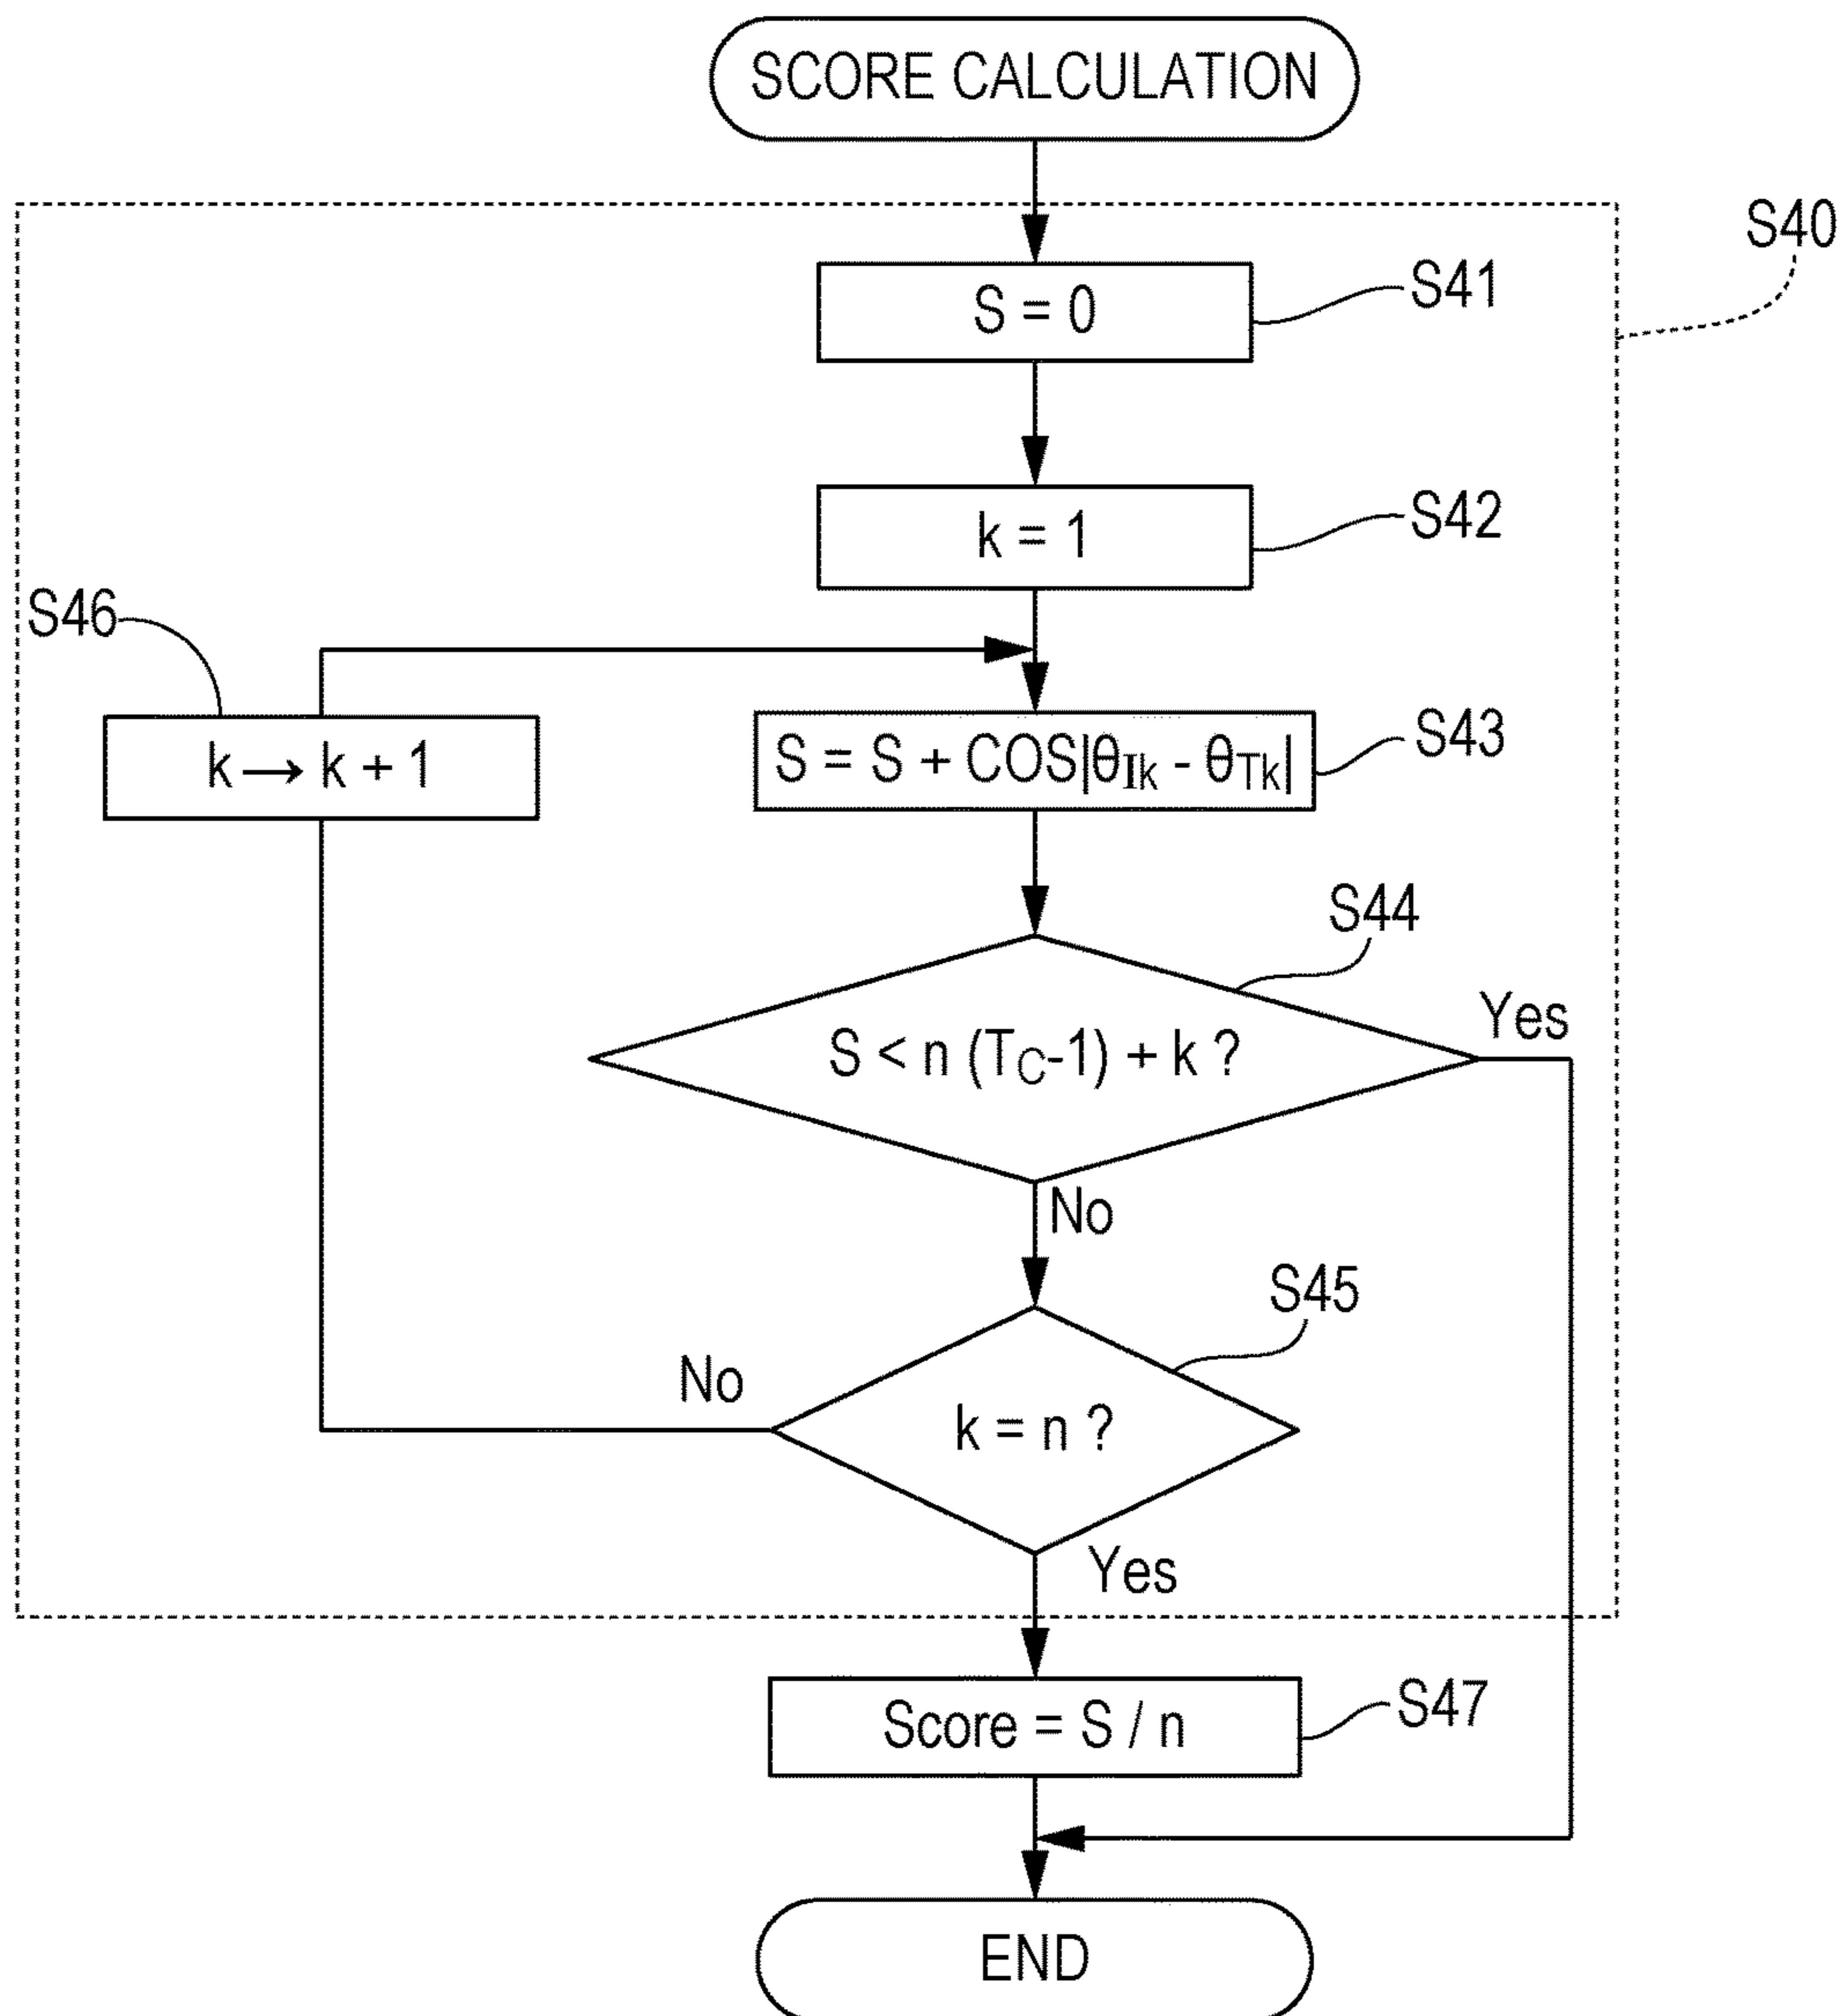 SCORE CALCULATION
S40
S = 0
S41
k = 1
S42
S46
k → k + 1
S = S + COS|θIk - θTk|
S43
S44
S < n (TC-1) + k ?
Yes
No
S45
No
k = n ?
Yes
Score = S / n
S47
END